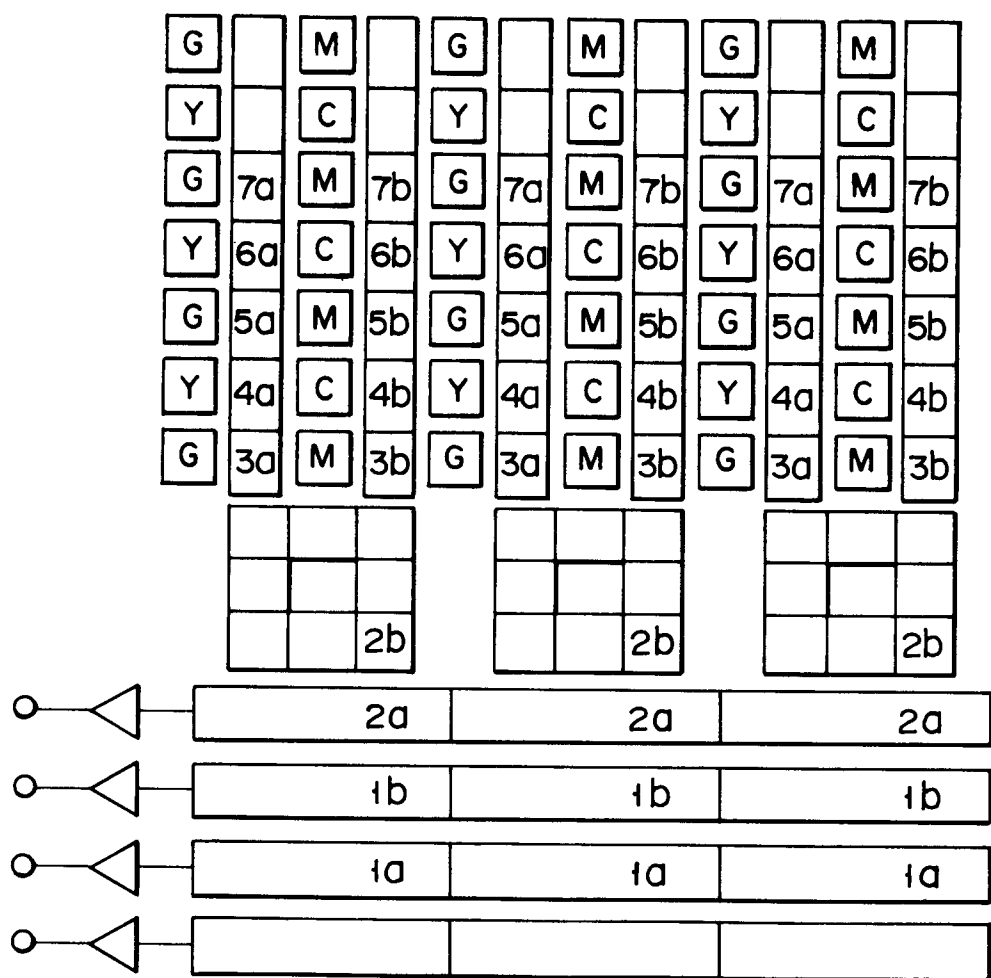 G M G M G M
Y C Y C Y C
G 7a M 7b G 7a M 7b G 7a M 7b
Y 6a C 6b Y 6a C 6b Y 6a C 6b
G 5a M 5b G 5a M 5b G 5a M 5b
Y 4a C 4b Y 4a C 4b Y 4a C 4b
G 3a M 3b G 3a M 3b G 3a M 3b
2b 2b 2b
2a 2a 2a
1b 1b 1b
1a 1a 1a